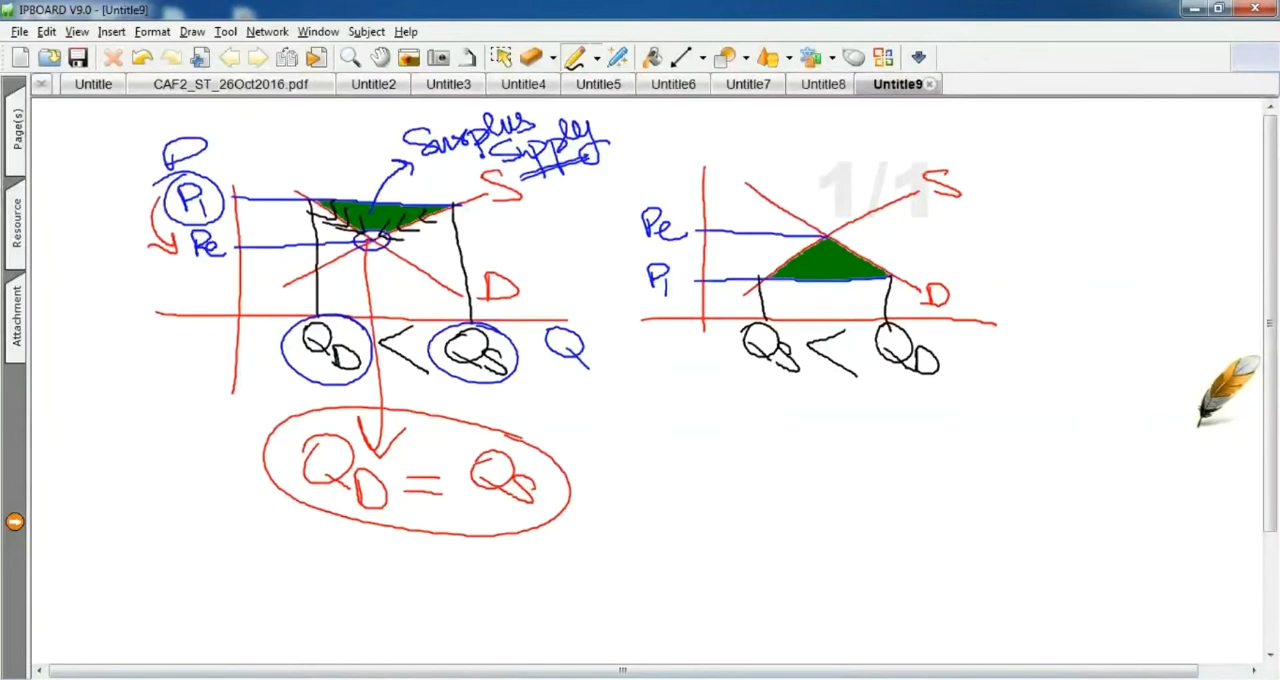 IPBOARD V9.0 - [Untitle9]
File Edit View Insert Format Draw Tool Network Window Subject Help
Untitle CAF2_ST_26Oct2016.pdf Untitle2 Untitle3 Untitle4 Untitle5 Untitle6 Untitle7 Untitle8 Untitle9
Page(s)
Resource
Attachment
Surplus
Supply
P
P1
Pe
S
D
QD < QS Q
QD = QS
1/1
S
Pe
P1
D
QS < QD